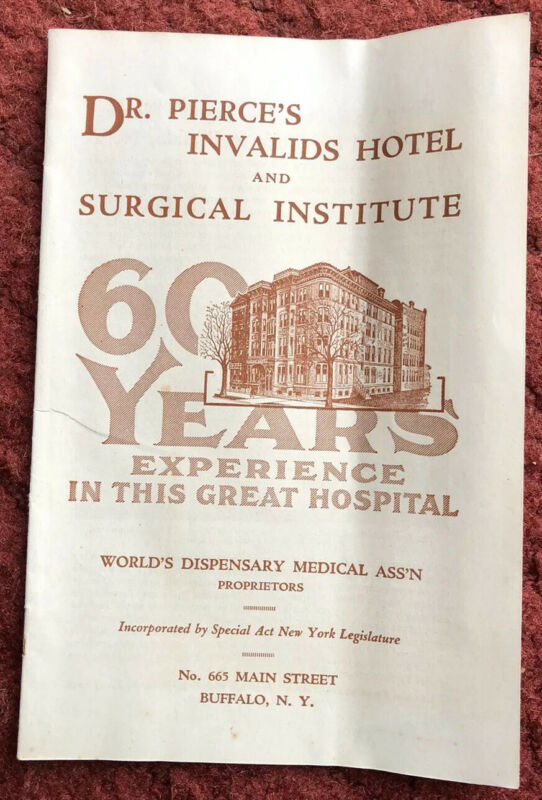 DR. PIERCE'S
INVALIDS HOTEL
AND
SURGICAL INSTITUTE
60
YEARS
EXPERIENCE
IN THIS GREAT HOSPITAL
WORLD'S DISPENSARY MEDICAL ASS'N
PROPRIETORS
Incorporated by Special Act New York Legislature
No. 665 MAIN STREET
BUFFALO, N. Y.